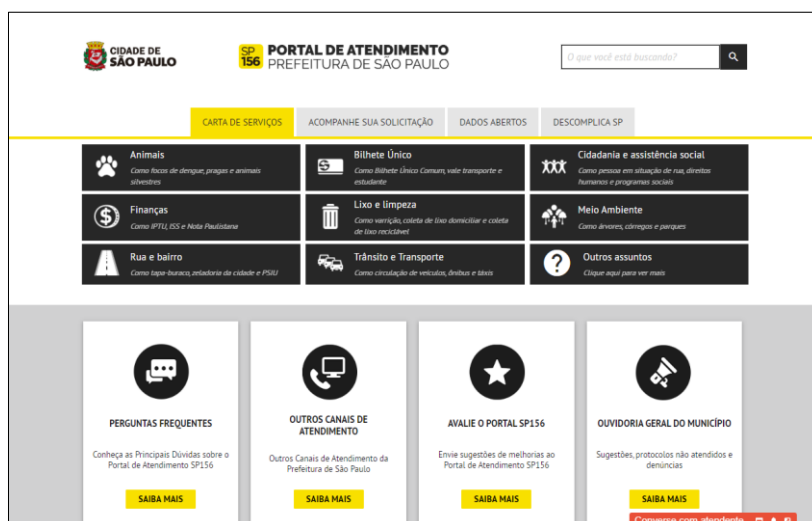 CIDADE DE
SÃO PAULO
SP
156
PORTAL DE ATENDIMENTO
PREFEITURA DE SÃO PAULO
O que você está buscando?
CARTA DE SERVIÇOS
ACOMPANHE SUA SOLICITAÇÃO
DADOS ABERTOS
DESCOMPLICA SP
Animais
Como focos de dengue, pragas e animais
silvestres
Bilhete Único
Como Bilhete Único Comum, vale transporte e
estudante
Cidadania e assistência social
Como pessoa em situação de rua, direitos
humanos e programas sociais
Finanças
Como IPTU, ISS e Nota Paulistana
Lixo e limpeza
Como varrição, coleta de lixo domiciliar e coleta
de lixo reciclável
Meio Ambiente
Como árvores, córregos e parques
Rua e bairro
Como tapa-buraco, zeladoria da cidade e PSIU
Trânsito e Transporte
Como circulação de veículos, ônibus e táxis
Outros assuntos
Clique aqui para ver mais
PERGUNTAS FREQUENTES
Conheça as Principais Dúvidas sobre o
Portal de Atendimento SP156
SAIBA MAIS
OUTROS CANAIS DE
ATENDIMENTO
Outros Canais de Atendimento da
Prefeitura de São Paulo
SAIBA MAIS
AVALIE O PORTAL SP156
Envie sugestões de melhorias ao
Portal de Atendimento SP156
SAIBA MAIS
OUVIDORIA GERAL DO MUNICÍPIO
Sugestões, protocolos não atendidos e
denúncias
SAIBA MAIS
Converse com atendente